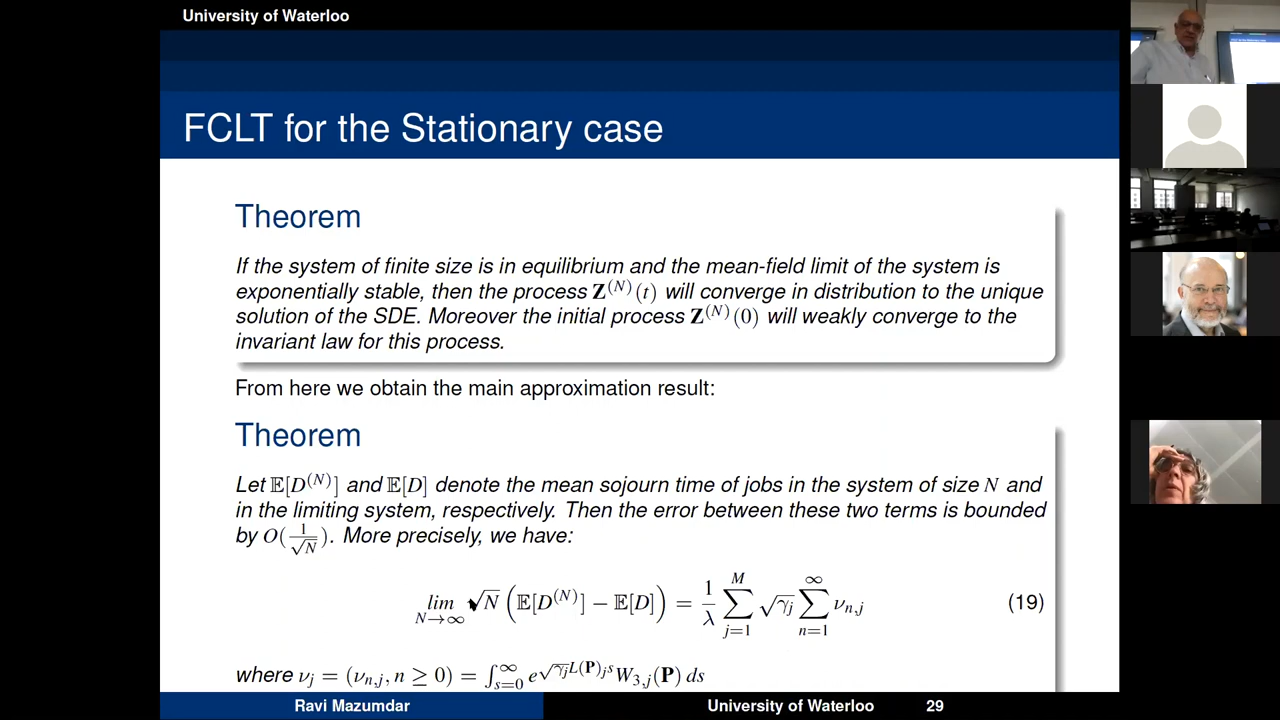 University of Waterloo
FCLT for the Stationary case
Theorem
If the system of finite size is in equilibrium and the mean-field limit of the system is
exponentially stable, then the process Z^{(N)}(t) will converge in distribution to the unique
solution of the SDE. Moreover the initial process Z^{(N)}(0) will weakly converge to the
invariant law for this process.
From here we obtain the main approximation result:
Theorem
Let 𝔼[D^{(N)}] and 𝔼[D] denote the mean sojourn time of jobs in the system of size N and
in the limiting system, respectively. Then the error between these two terms is bounded
by O(1/√N). More precisely, we have:
lim_{N→∞} √N (𝔼[D^{(N)}] − 𝔼[D]) = 1/λ ∑_{j=1}^{M} √γ_j ∑_{n=1}^{∞} ν_{n,j} (19)
where ν_j = (ν_{n,j}, n ≥ 0) = ∫_{s=0}^{∞} e^{√γ_j L(P)_j s} W_{3,j}(P) ds
Ravi Mazumdar University of Waterloo 29